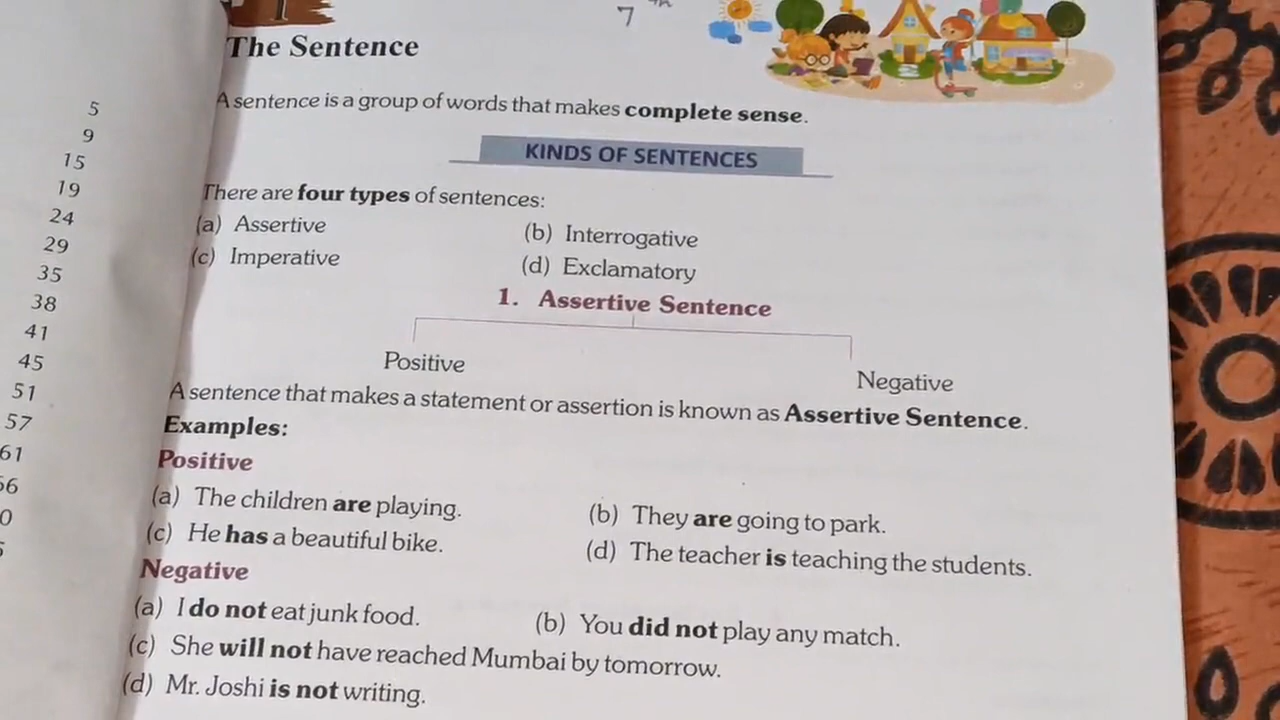 7
The Sentence
A sentence is a group of words that makes complete sense.
KINDS OF SENTENCES
There are four types of sentences:
(a) Assertive (b) Interrogative
(c) Imperative (d) Exclamatory
1. Assertive Sentence
Positive Negative
A sentence that makes a statement or assertion is known as Assertive Sentence.
Examples:
Positive
(a) The children are playing. (b) They are going to park.
(c) He has a beautiful bike. (d) The teacher is teaching the students.
Negative
(a) I do not eat junk food. (b) You did not play any match.
(c) She will not have reached Mumbai by tomorrow.
(d) Mr. Joshi is not writing.
5
9
15
19
24
29
35
38
41
45
51
57
61